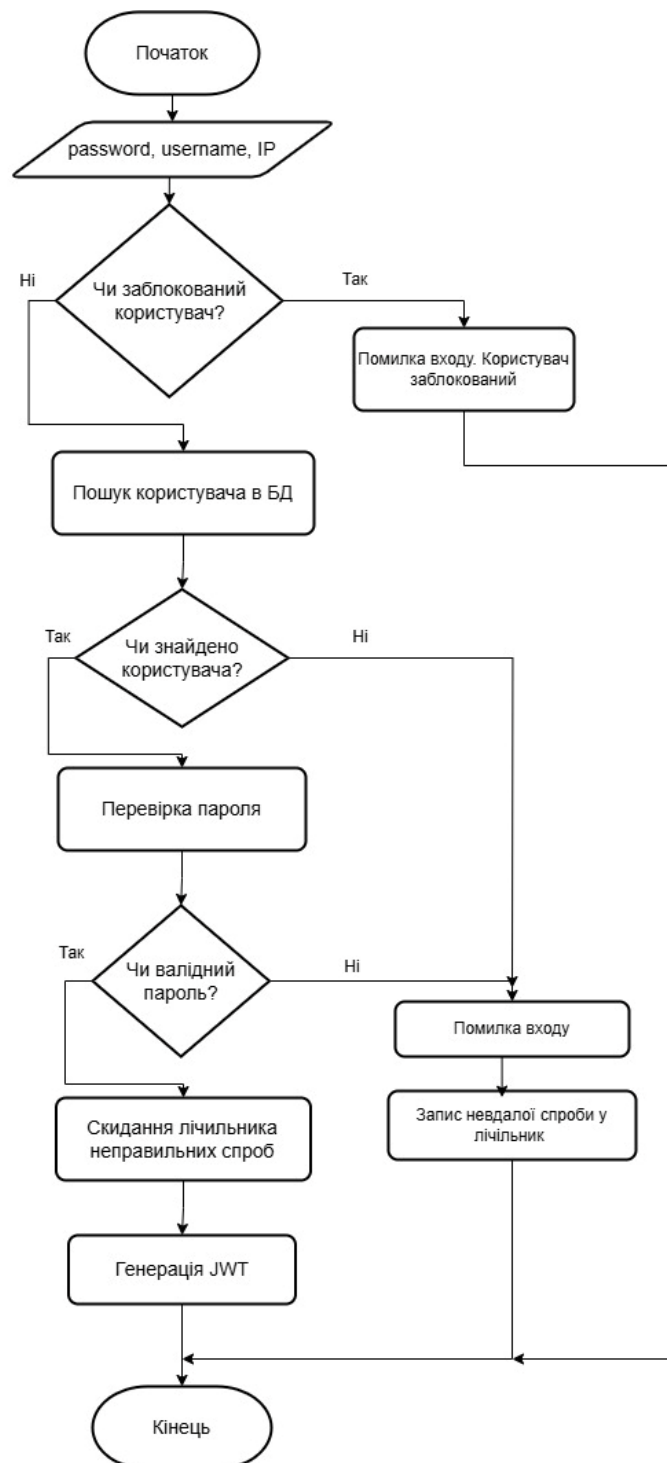 Початок
password, username, IP
Ні
Так
Чи заблокований
користувач?
Помилка входу. Користувач
заблокований
Пошук користувача в БД
Так
Ні
Чи знайдено
користувача?
Перевірка пароля
Так
Ні
Чи валідний
пароль?
Помилка входу
Запис невдалої спроби у
лічільник
Скидання лічильника
неправильних спроб
Генерація JWT
Кінець